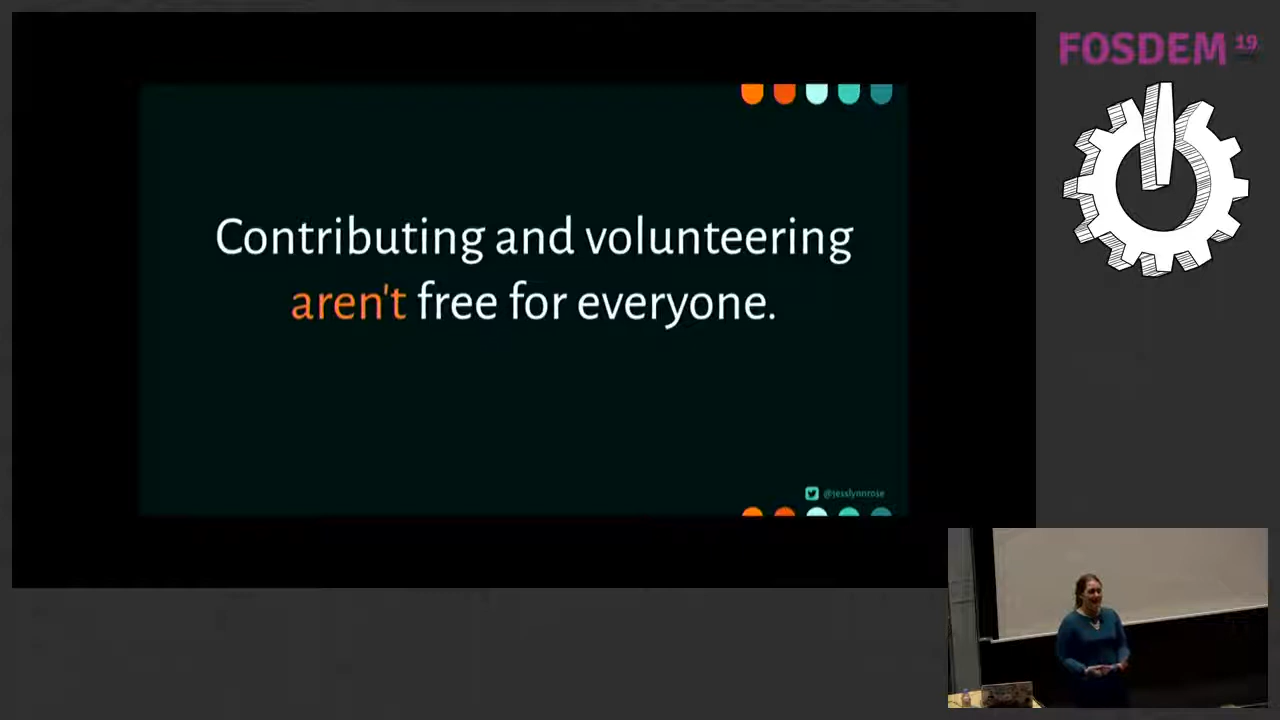 FOSDEM 19
Contributing and volunteering
aren't free for everyone.
@jesslynnrose